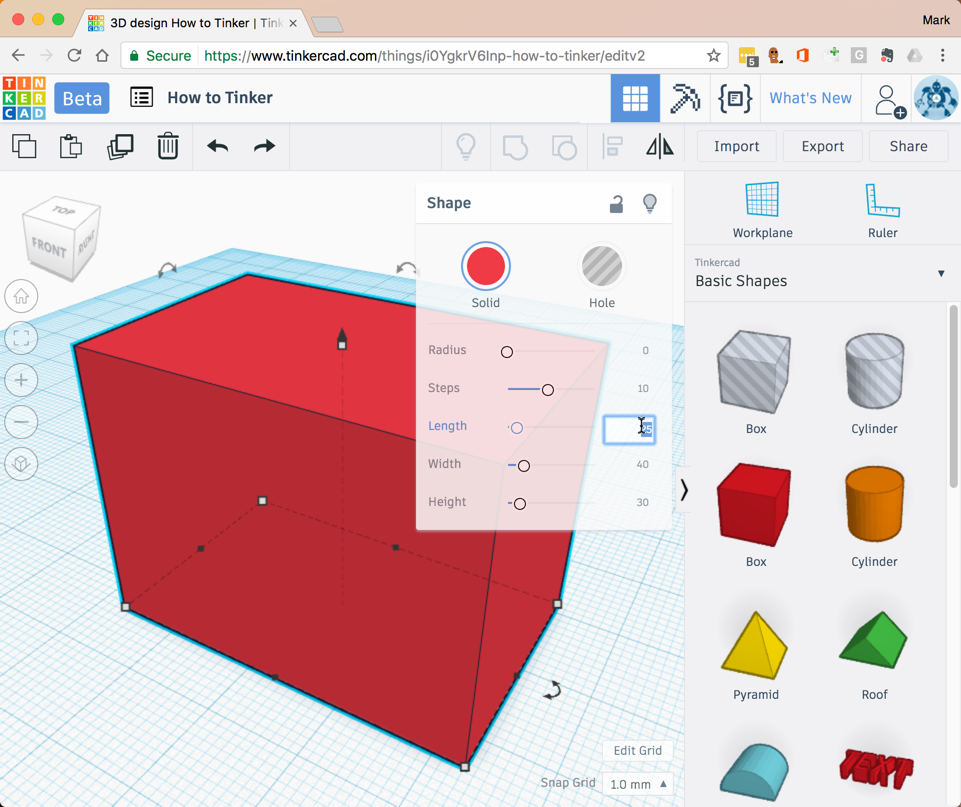 3D design How to Tinker | Tink
Mark
Secure
https://www.tinkercad.com/things/i0YgkrV6Inp-how-to-tinker/editv2
5
G
TIN
KER
CAD
Beta
How to Tinker
What's New
Import
Export
Share
TOP
FRONT
RIGHT
Shape
Solid
Hole
Radius
0
Steps
10
Length
Width
40
Height
30
Workplane
Ruler
Tinkercad
Basic Shapes
Box
Cylinder
Box
Cylinder
Pyramid
Roof
TEXT
Edit Grid
Snap Grid
1.0 mm